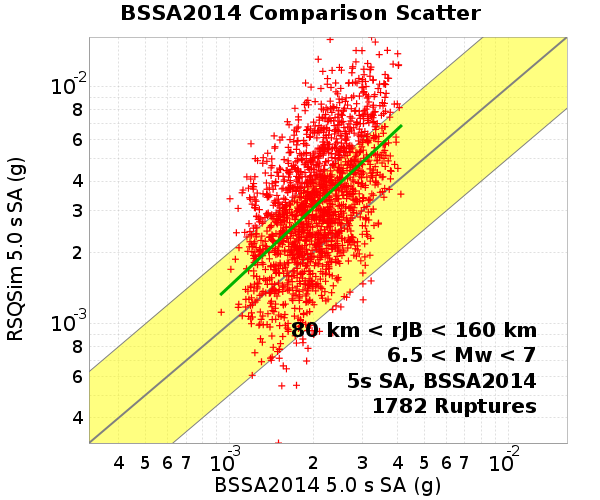 BSSA2014 Comparison Scatter
RSQSim 5.0 s SA (g)
10-2
8
6
4
3
2
10-3
8
6
4
80 km < rJB < 160 km
6.5 < Mw < 7
5s SA, BSSA2014
1782 Ruptures
4 5 6 7 10-3 2 3 4 5 6 7 10-2
BSSA2014 5.0 s SA (g)